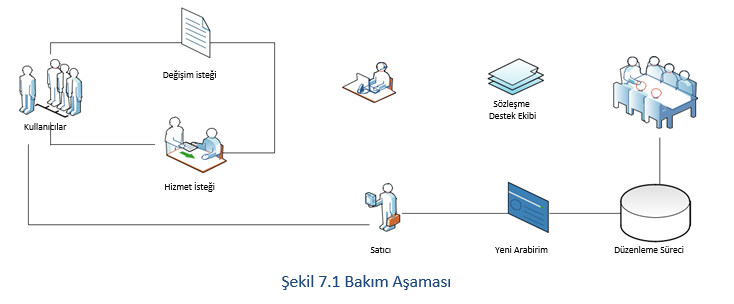 Değişim isteği
Kullanıcılar
Sözleşme
Destek Ekibi
Hizmet isteği
Satıcı
Yeni Arabirim
Düzenleme Süreci
Şekil 7.1 Bakım Aşaması